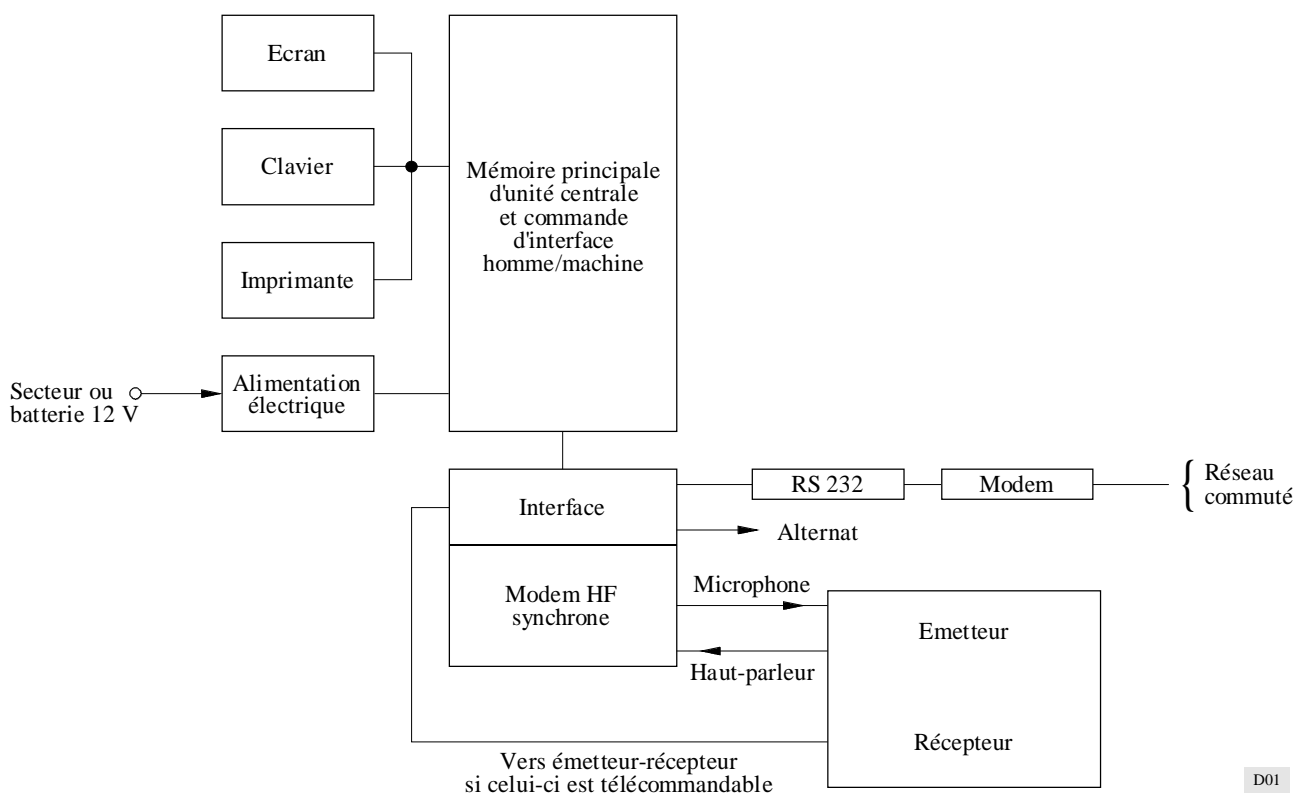 Ecran
Clavier
Imprimante
Mémoire principale
d'unité centrale
et commande
d'interface
homme/machine
Secteur ou
batterie 12 V
Alimentation
électrique
Interface
RS 232
Modem
Réseau
commuté
Alternat
Modem HF
synchrone
Microphone
Haut-parleur
Emetteur
Récepteur
Vers émetteur-récepteur
si celui-ci est télécommandable
D01